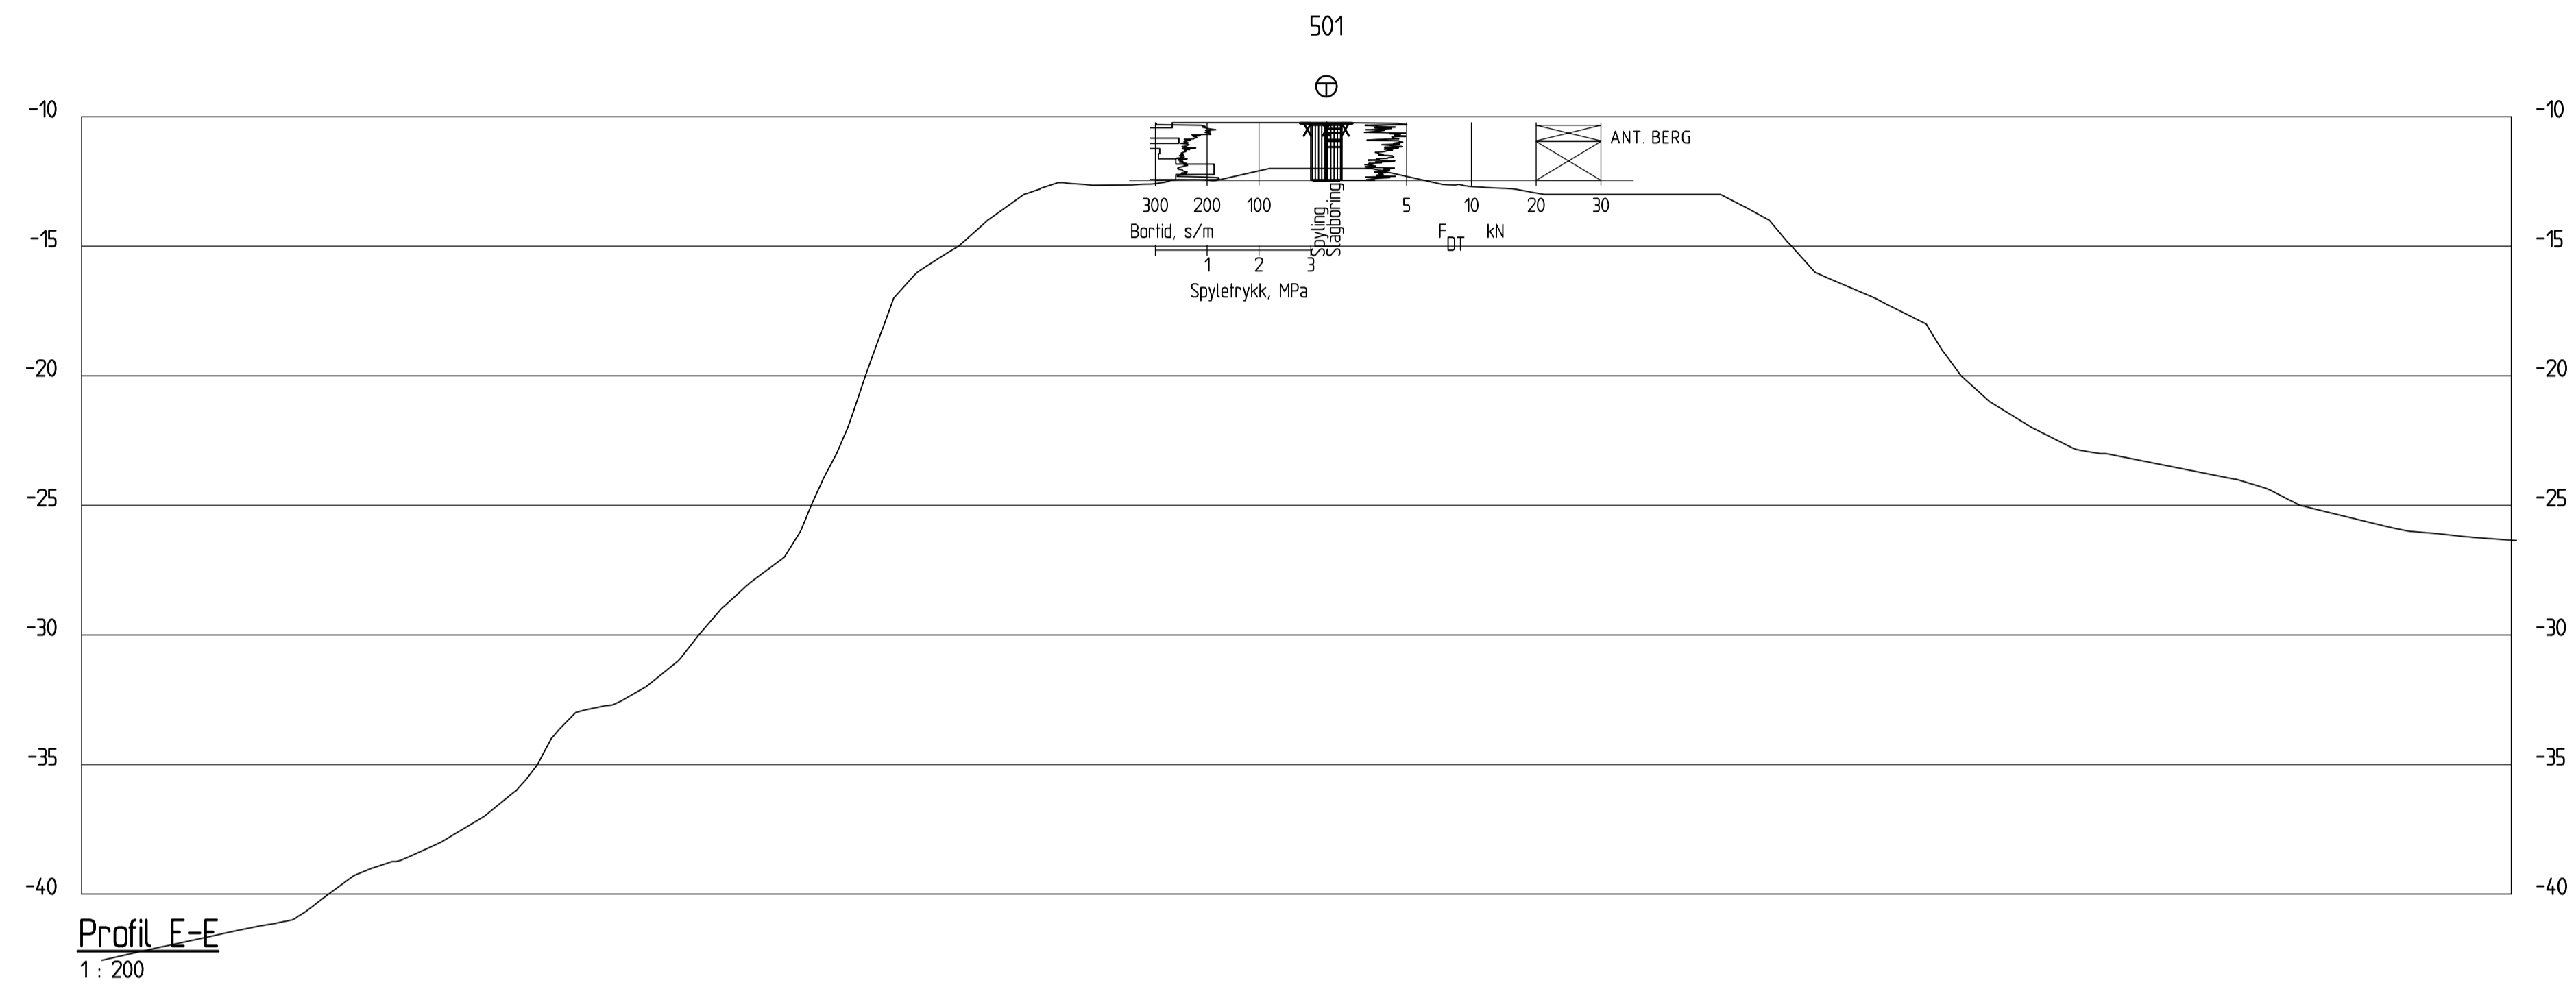 501
-10 -10
ANT. BERG
300 200 100 5 10 20 30
Spyling
Slagboring
Bortid, s/m F DT kN
-15 -15
1 2 3
Spyletrykk, MPa
-20 -20
-25 -25
-30 -30
-35 -35
-40 -40
Profil E-E
1 : 200